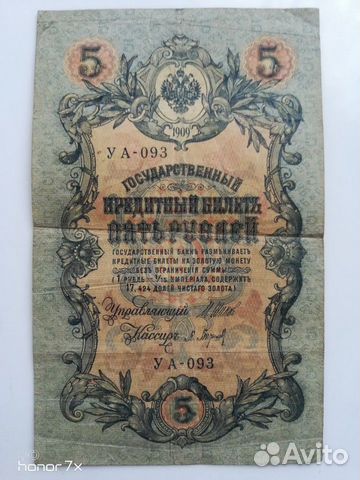 5 5
1909
УА-093
ГОСУДАРСТВЕННЫЙ
КРЕДИТНЫЙ БИЛЕТЪ
ПЯТЬ РУБЛЕЙ
ГОСУДАРСТВЕННЫЙ БАНКЪ РАЗМѢНИВАЕТЪ
КРЕДИТНЫЕ БИЛЕТЫ НА ЗОЛОТУЮ МОНЕТУ
БЕЗЪ ОГРАНИЧЕНІЯ СУММЫ
(1 РУБЛЬ = 1/15 ИМПЕРІАЛА, СОДЕРЖИТЪ
17,424 ДОЛЕЙ ЧИСТАГО ЗОЛОТА)
Управляющій
Кассиръ
УА-093
5
honor 7x
Avito